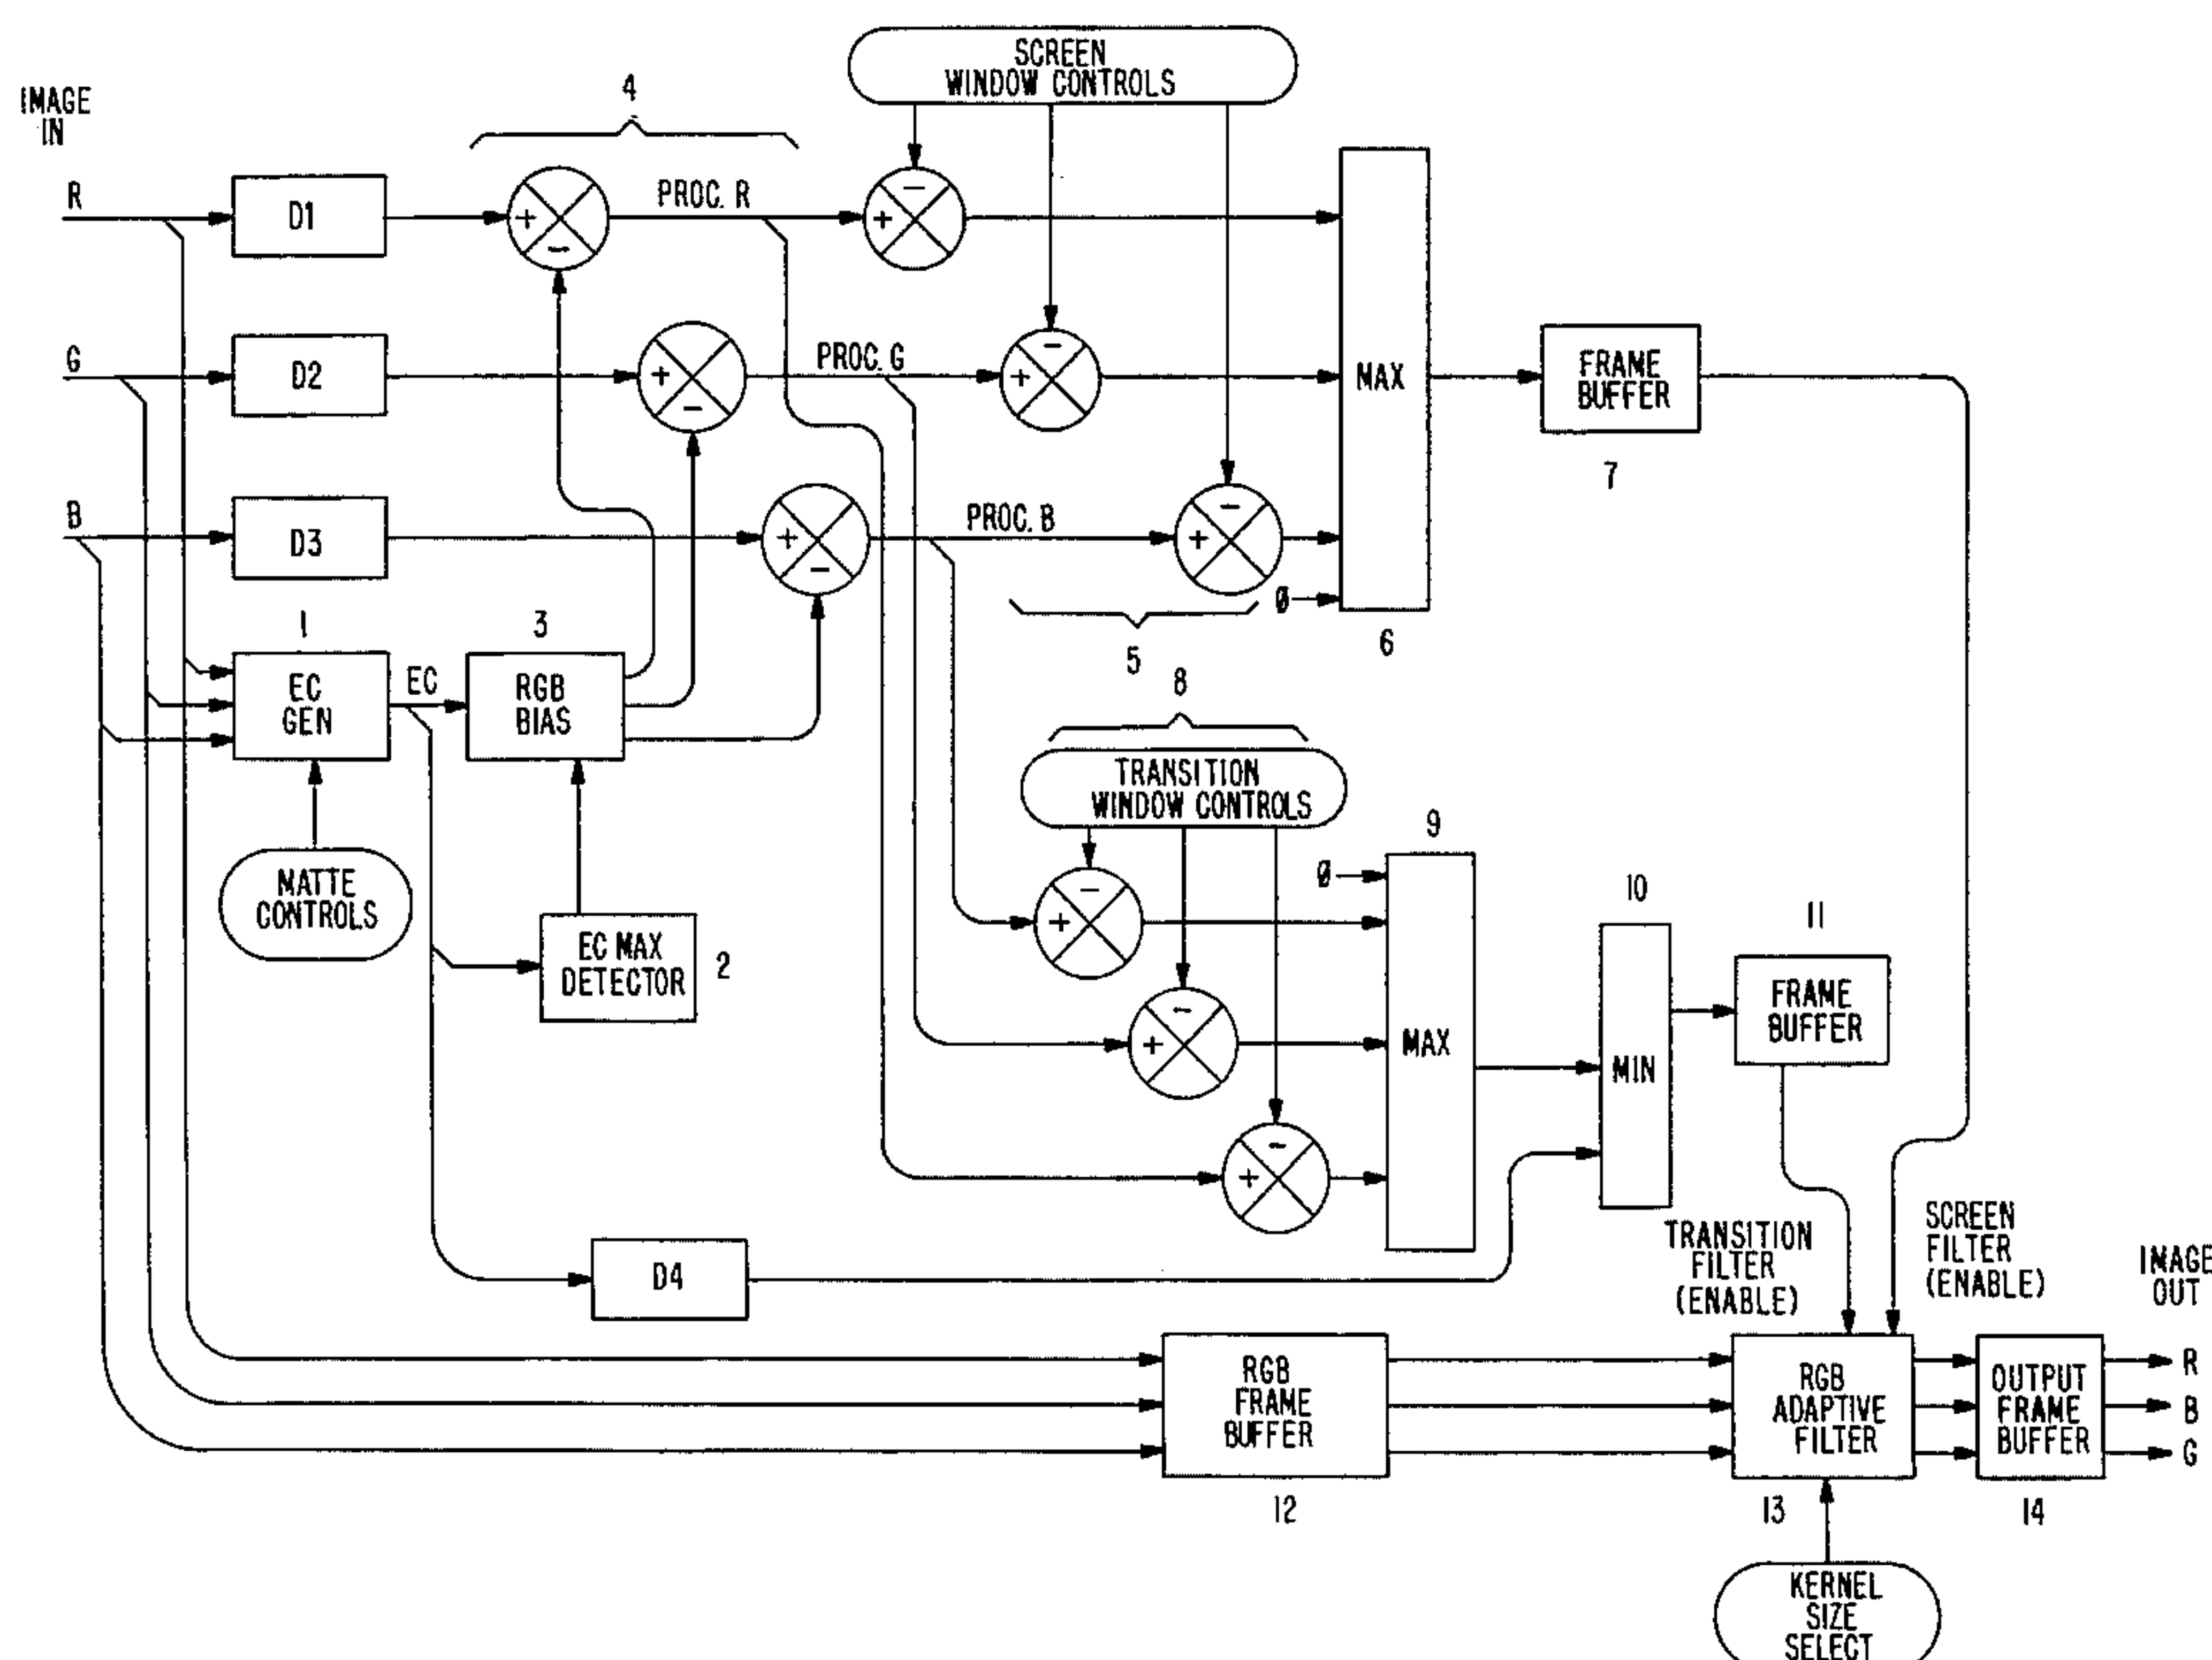 SCREEN
WINDOW CONTROLS
4
IMAGE
IN
R
D1
+
−
PROC. R
−
+
G
D2
+
−
PROC. G
−
+
MAX
FRAME
BUFFER
7
B
D3
+
−
PROC. B
−
+
Ø
5
6
1
EC
GEN
EC
3
RGB
BIAS
8
TRANSITION
WINDOW CONTROLS
MATTE
CONTROLS
EC MAX
DETECTOR
2
9
Ø
−
+
−
+
−
+
MAX
10
MIN
11
FRAME
BUFFER
D4
TRANSITION
FILTER
(ENABLE)
SCREEN
FILTER
(ENABLE)
IMAGE
OUT
RGB
FRAME
BUFFER
12
RGB
ADAPTIVE
FILTER
13
OUTPUT
FRAME
BUFFER
14
R
B
G
KERNEL
SIZE
SELECT